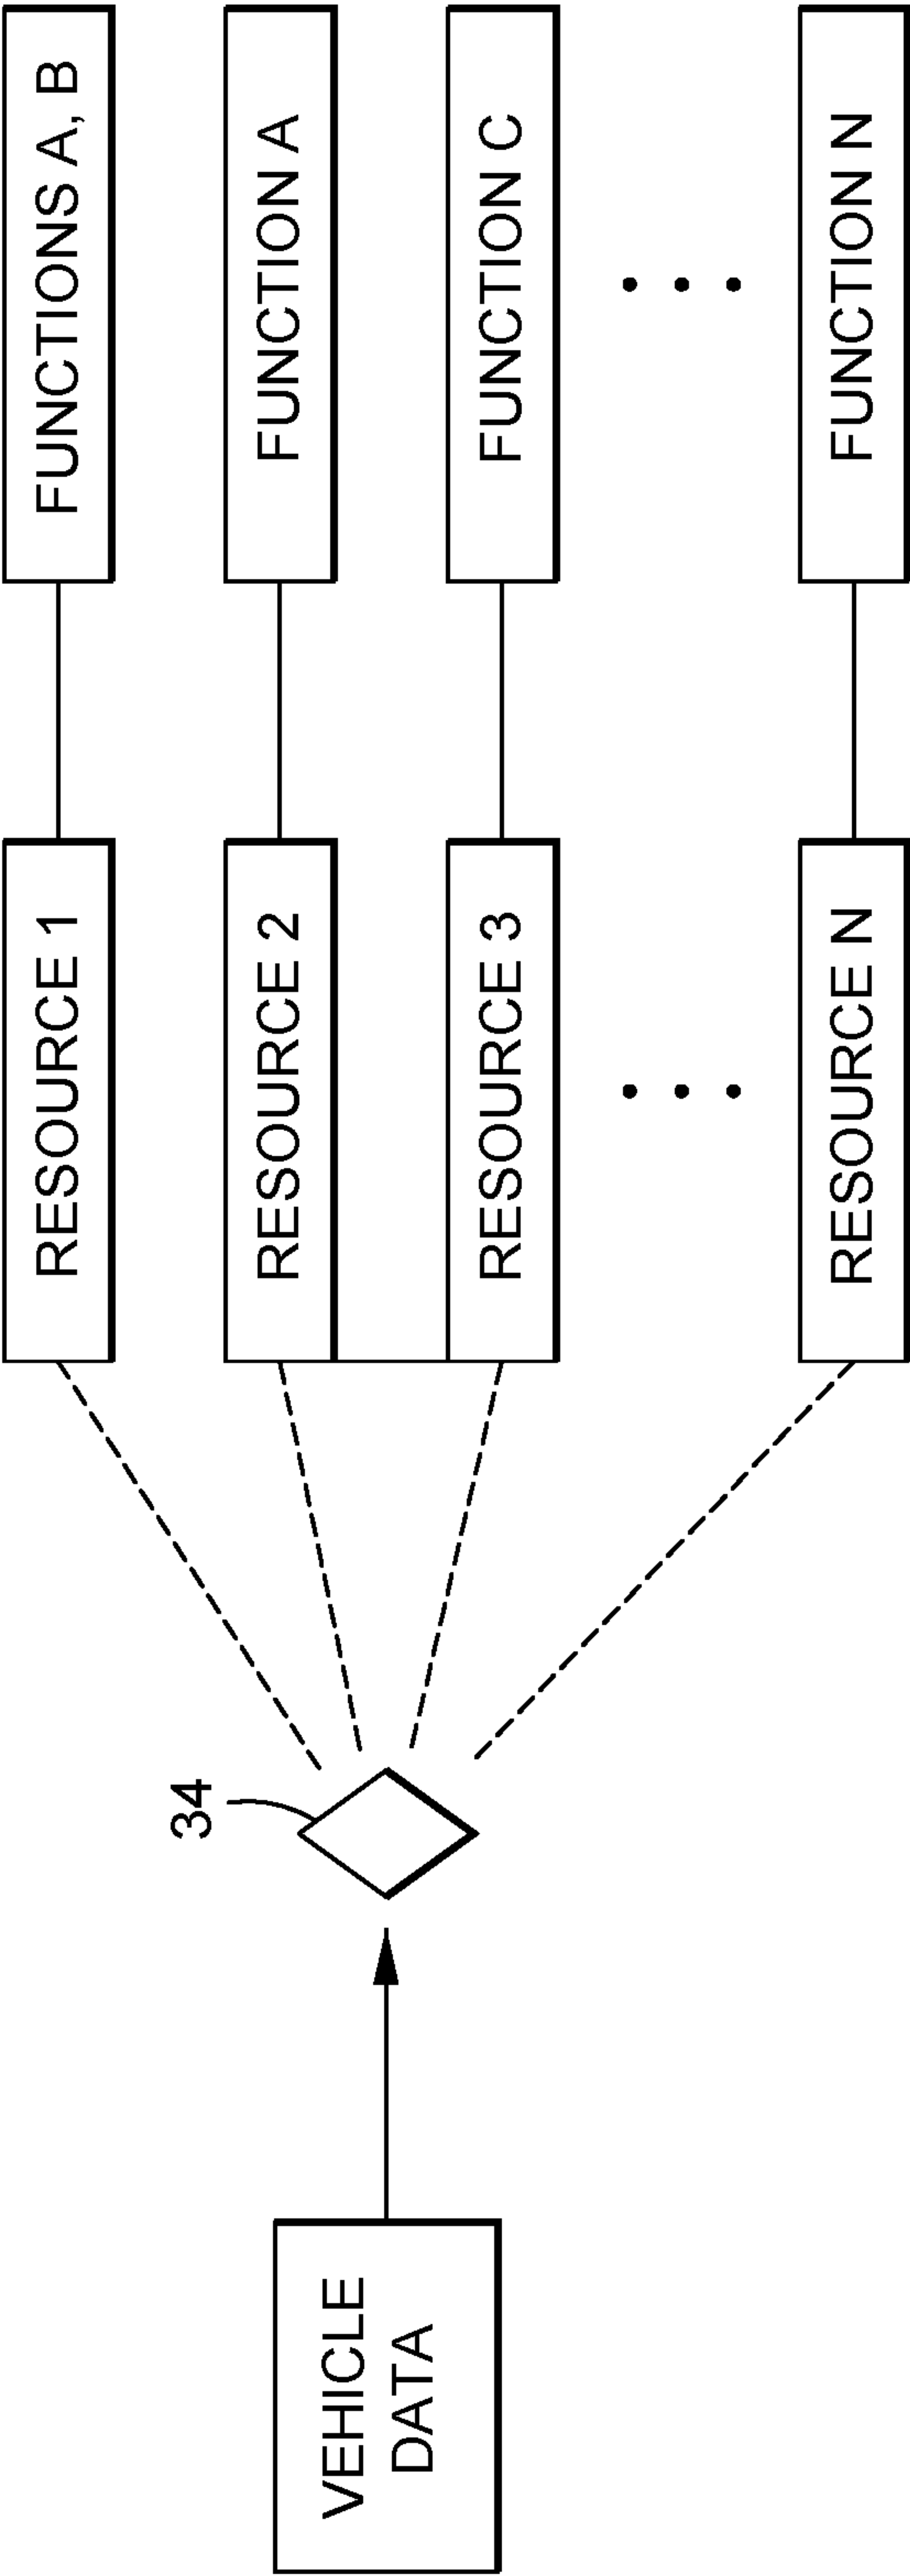 VEHICLE
DATA
34
RESOURCE 1
FUNCTIONS A, B
RESOURCE 2
FUNCTION A
RESOURCE 3
FUNCTION C
RESOURCE N
FUNCTION N